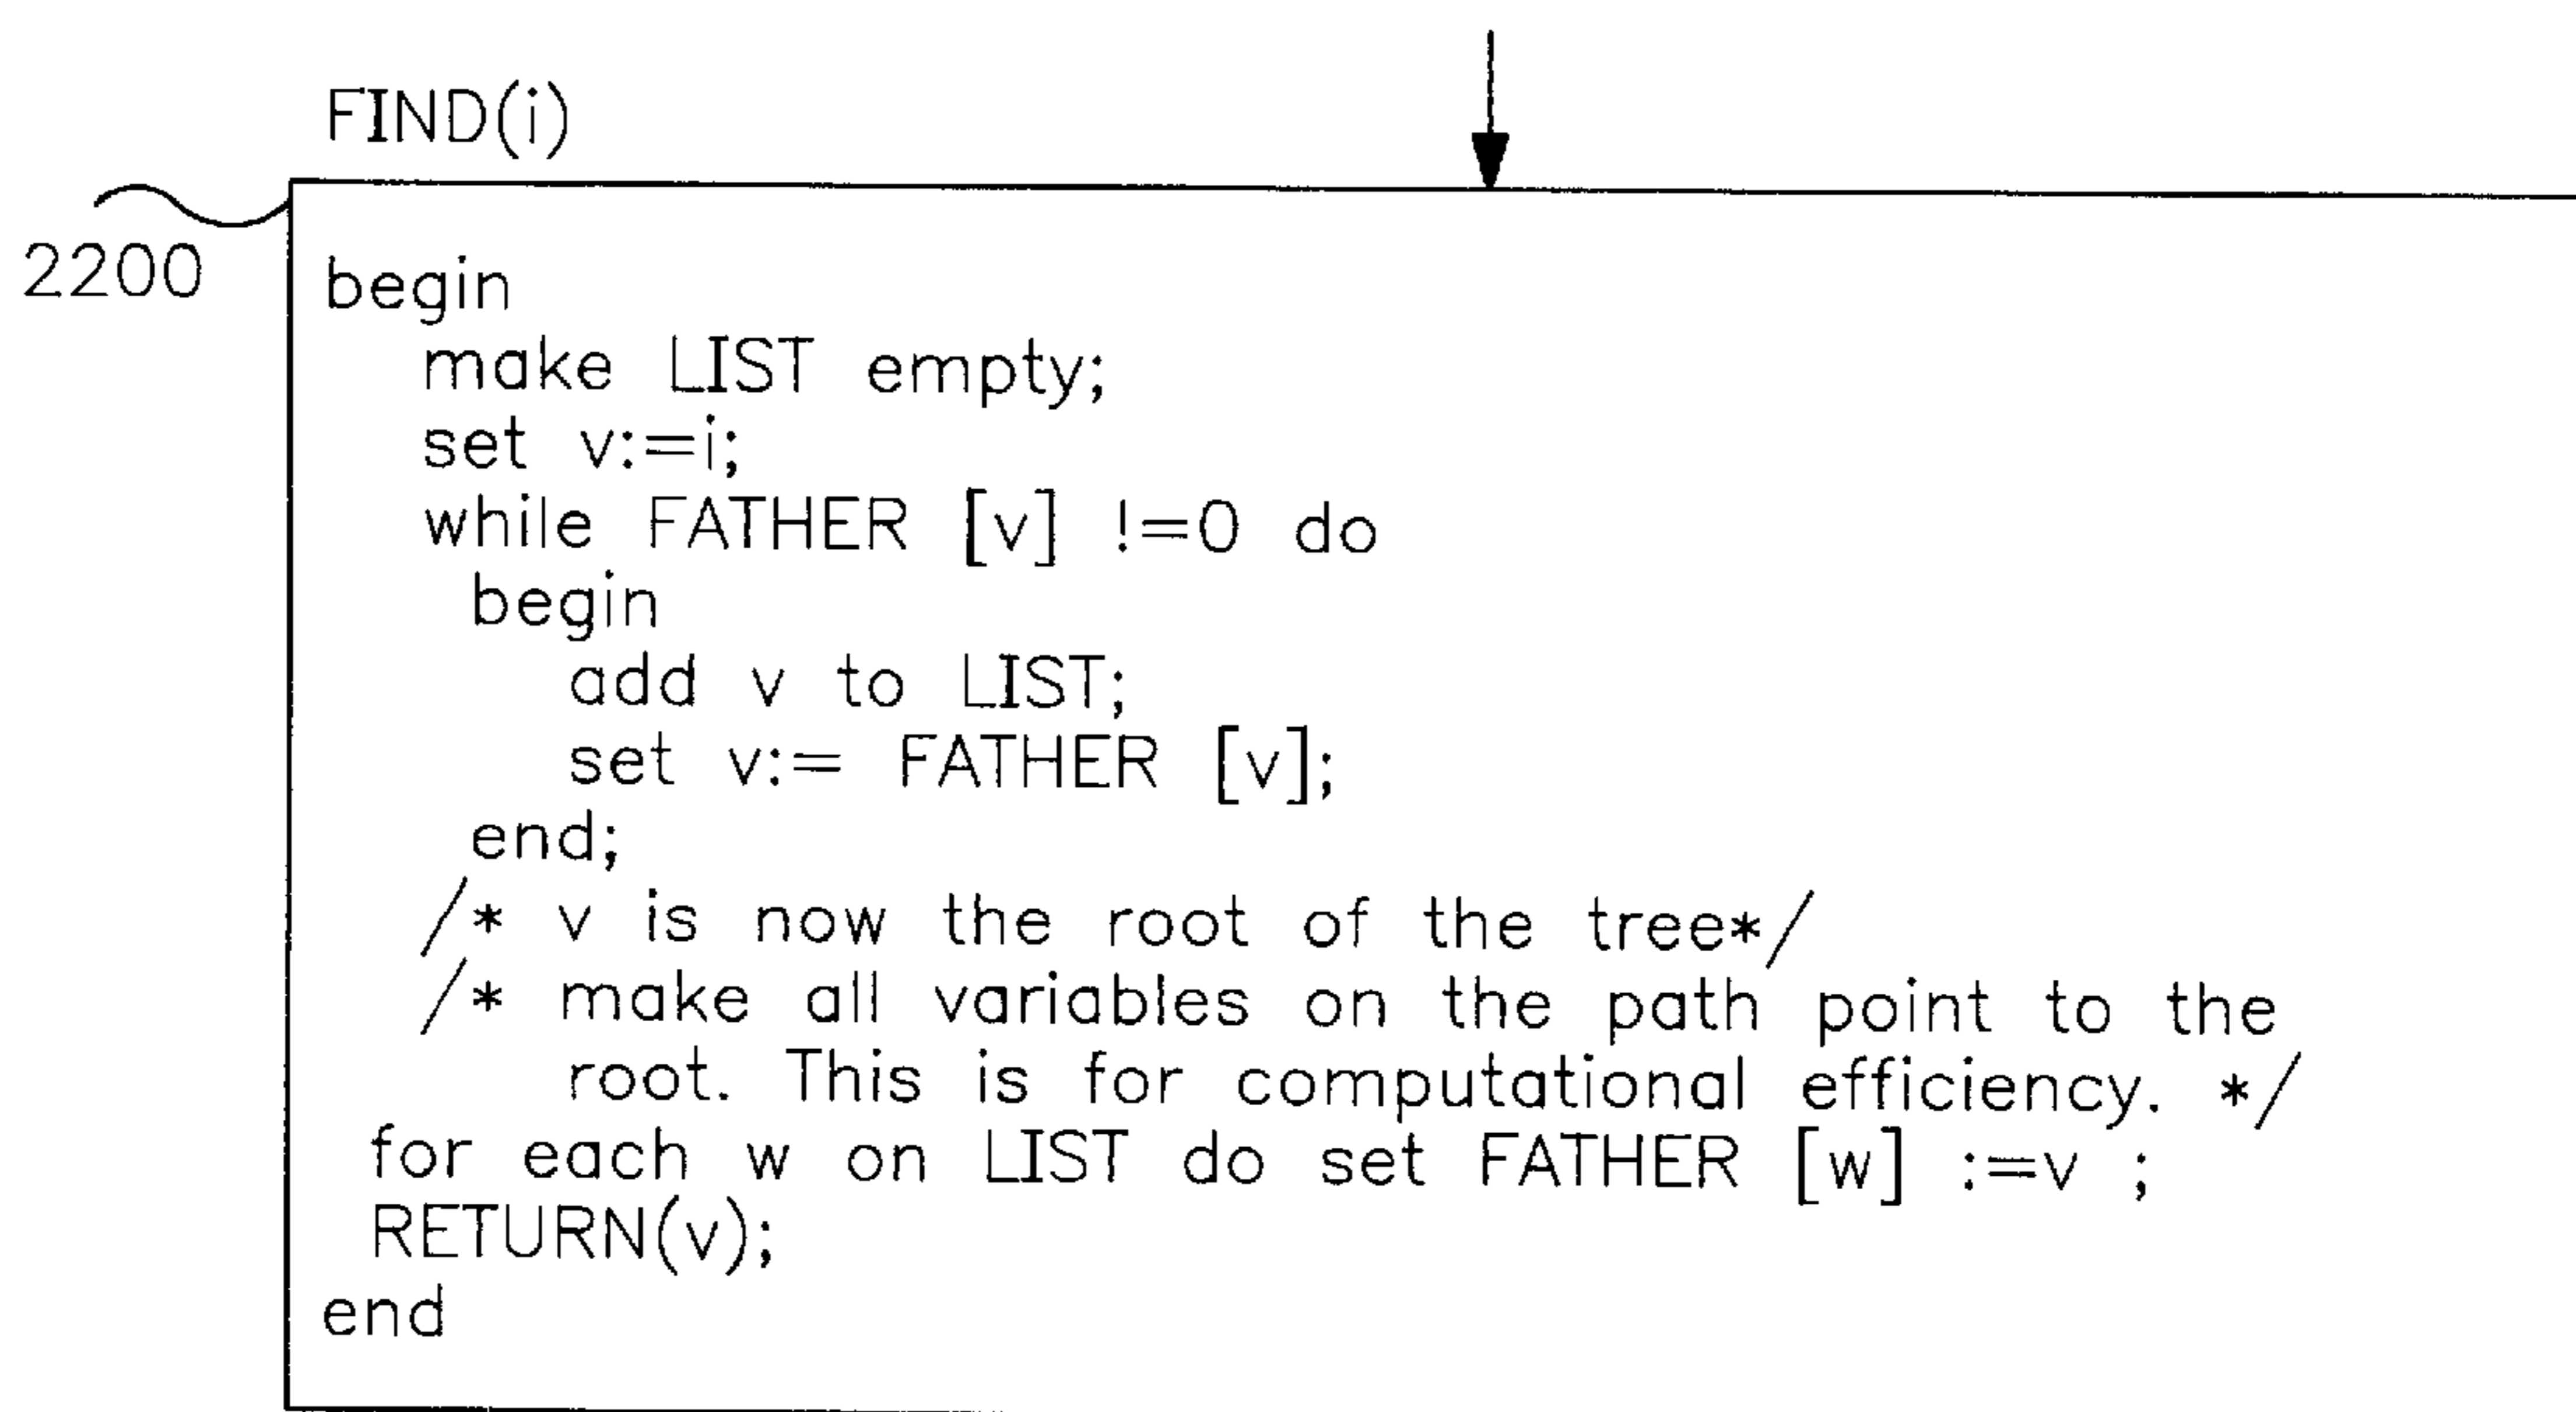 FIND(i)
2200
begin
make LIST empty;
set v:=i;
while FATHER [v] !=0 do
begin
add v to LIST;
set v:= FATHER [v];
end;
/* v is now the root of the tree*/
/* make all variables on the path point to the
root. This is for computational efficiency. */
for each w on LIST do set FATHER [w] :=v ;
RETURN(v);
end